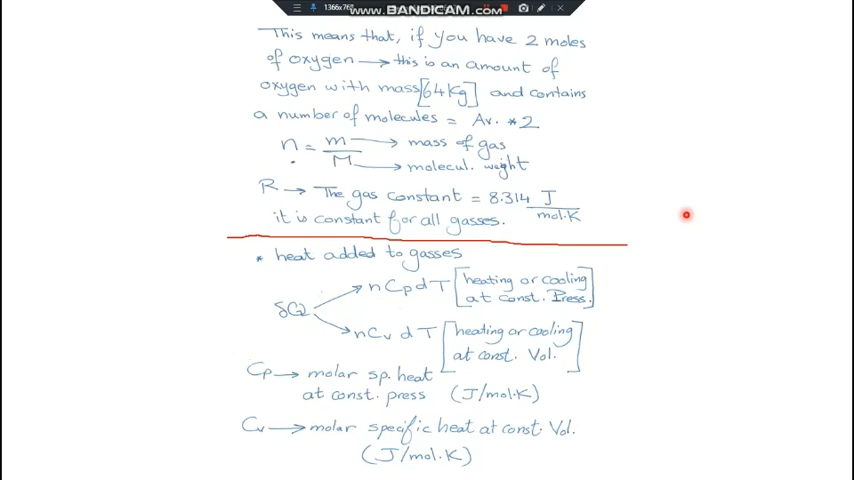 1366x768
www.BANDICAM.com
This means that, if you have 2 moles
of oxygen → this is an amount of
oxygen with mass [64 Kg] and contains
a number of molecules = Av. * 2
n = m/M → mass of gas
→ molecul. weight
R → The gas constant = 8.314 J/mol.K
it is constant for all gasses.
* heat added to gasses
δQ → n Cp dT [heating or cooling
at const. Press.]
→ n Cv dT [heating or cooling
at const. Vol.]
Cp → molar sp. heat
at const. press (J/mol.K)
Cv → molar specific heat at const. Vol.
(J/mol.K)